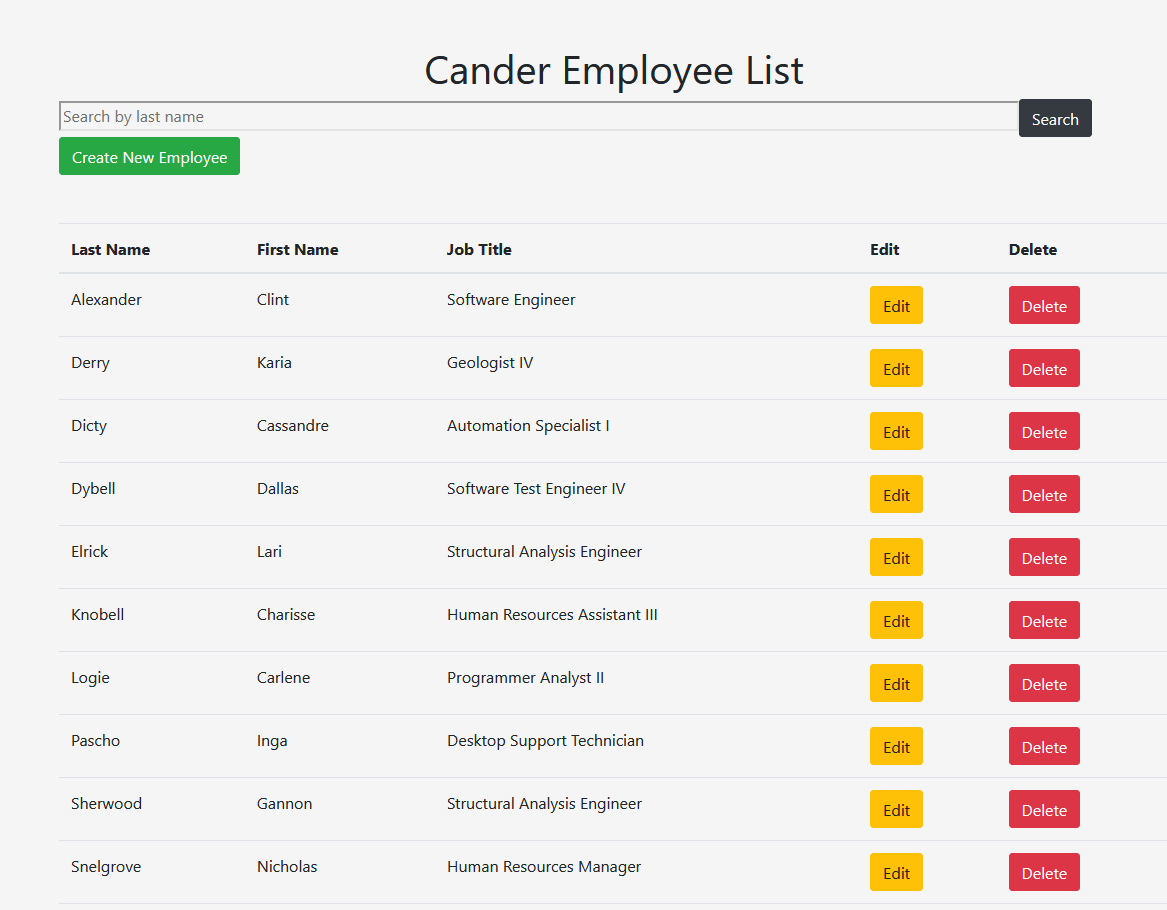 Cander Employee List
Search by last name Search
Create New Employee
Last Name First Name Job Title Edit Delete
Alexander Clint Software Engineer Edit Delete
Derry Karia Geologist IV Edit Delete
Dicty Cassandre Automation Specialist I Edit Delete
Dybell Dallas Software Test Engineer IV Edit Delete
Elrick Lari Structural Analysis Engineer Edit Delete
Knobell Charisse Human Resources Assistant III Edit Delete
Logie Carlene Programmer Analyst II Edit Delete
Pascho Inga Desktop Support Technician Edit Delete
Sherwood Gannon Structural Analysis Engineer Edit Delete
Snelgrove Nicholas Human Resources Manager Edit Delete